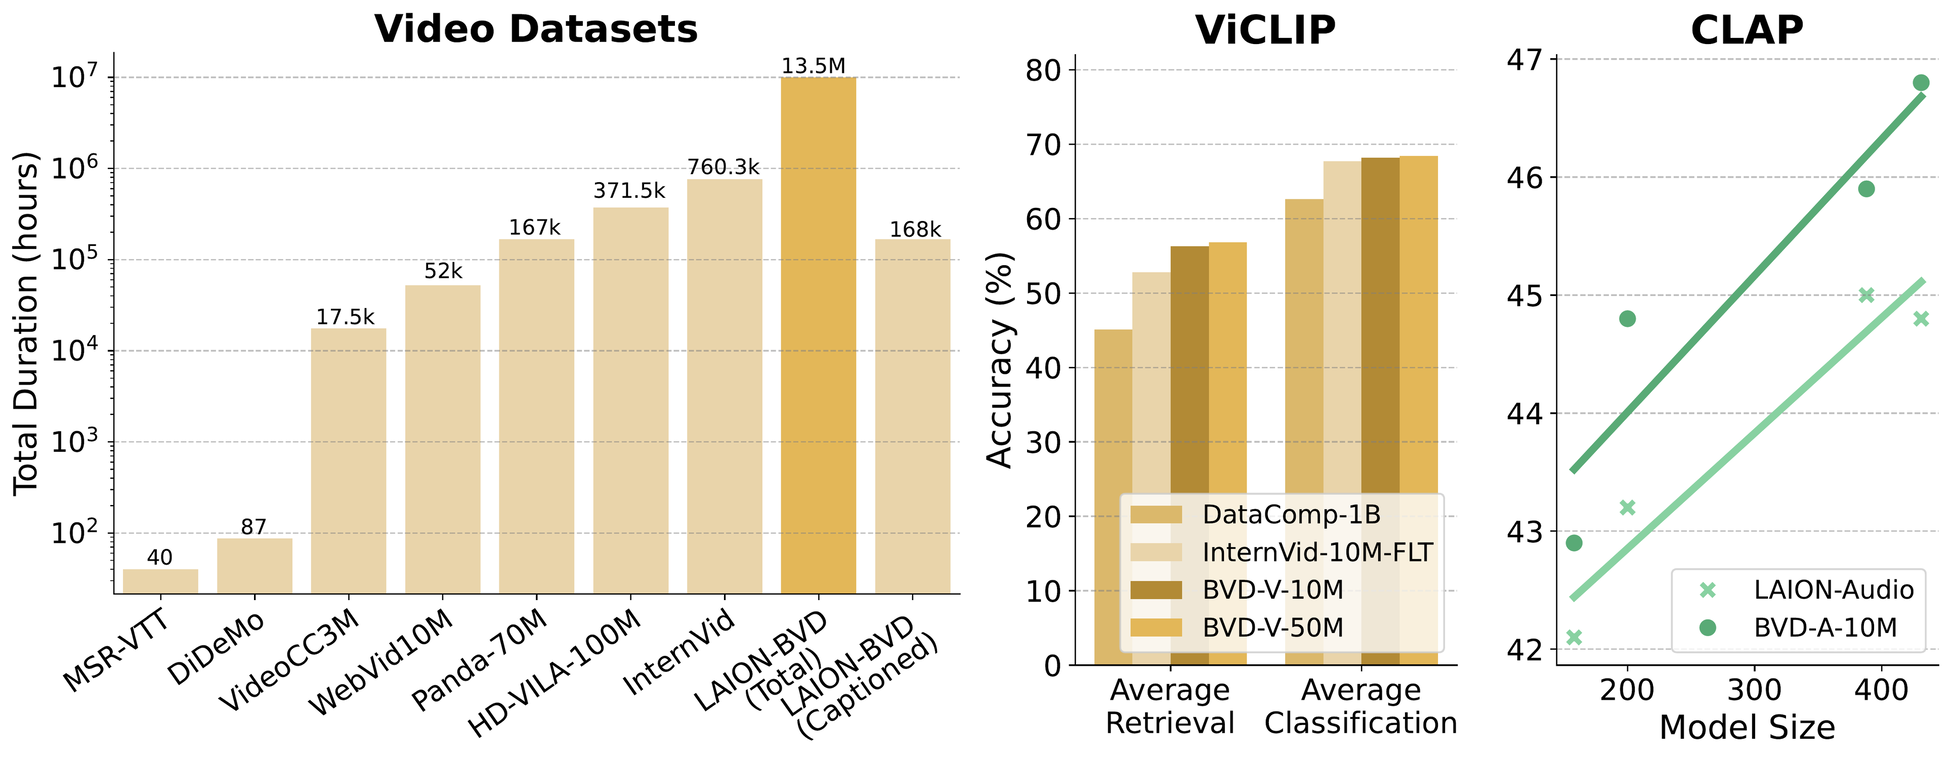 Video Datasets
Total Duration (hours)
10^7
10^6
10^5
10^4
10^3
10^2
40
87
17.5k
52k
167k
371.5k
760.3k
13.5M
168k
MSR-VTT
DiDeMo
VideoCC3M
WebVid10M
Panda-70M
HD-VILA-100M
InternVid
LAION-BVD
(Total)
LAION-BVD
(Captioned)
ViCLIP
Accuracy (%)
80
70
60
50
40
30
20
10
0
DataComp-1B
InternVid-10M-FLT
BVD-V-10M
BVD-V-50M
Average
Retrieval
Average
Classification
CLAP
47
46
45
44
43
42
LAION-Audio
BVD-A-10M
200
300
400
Model Size